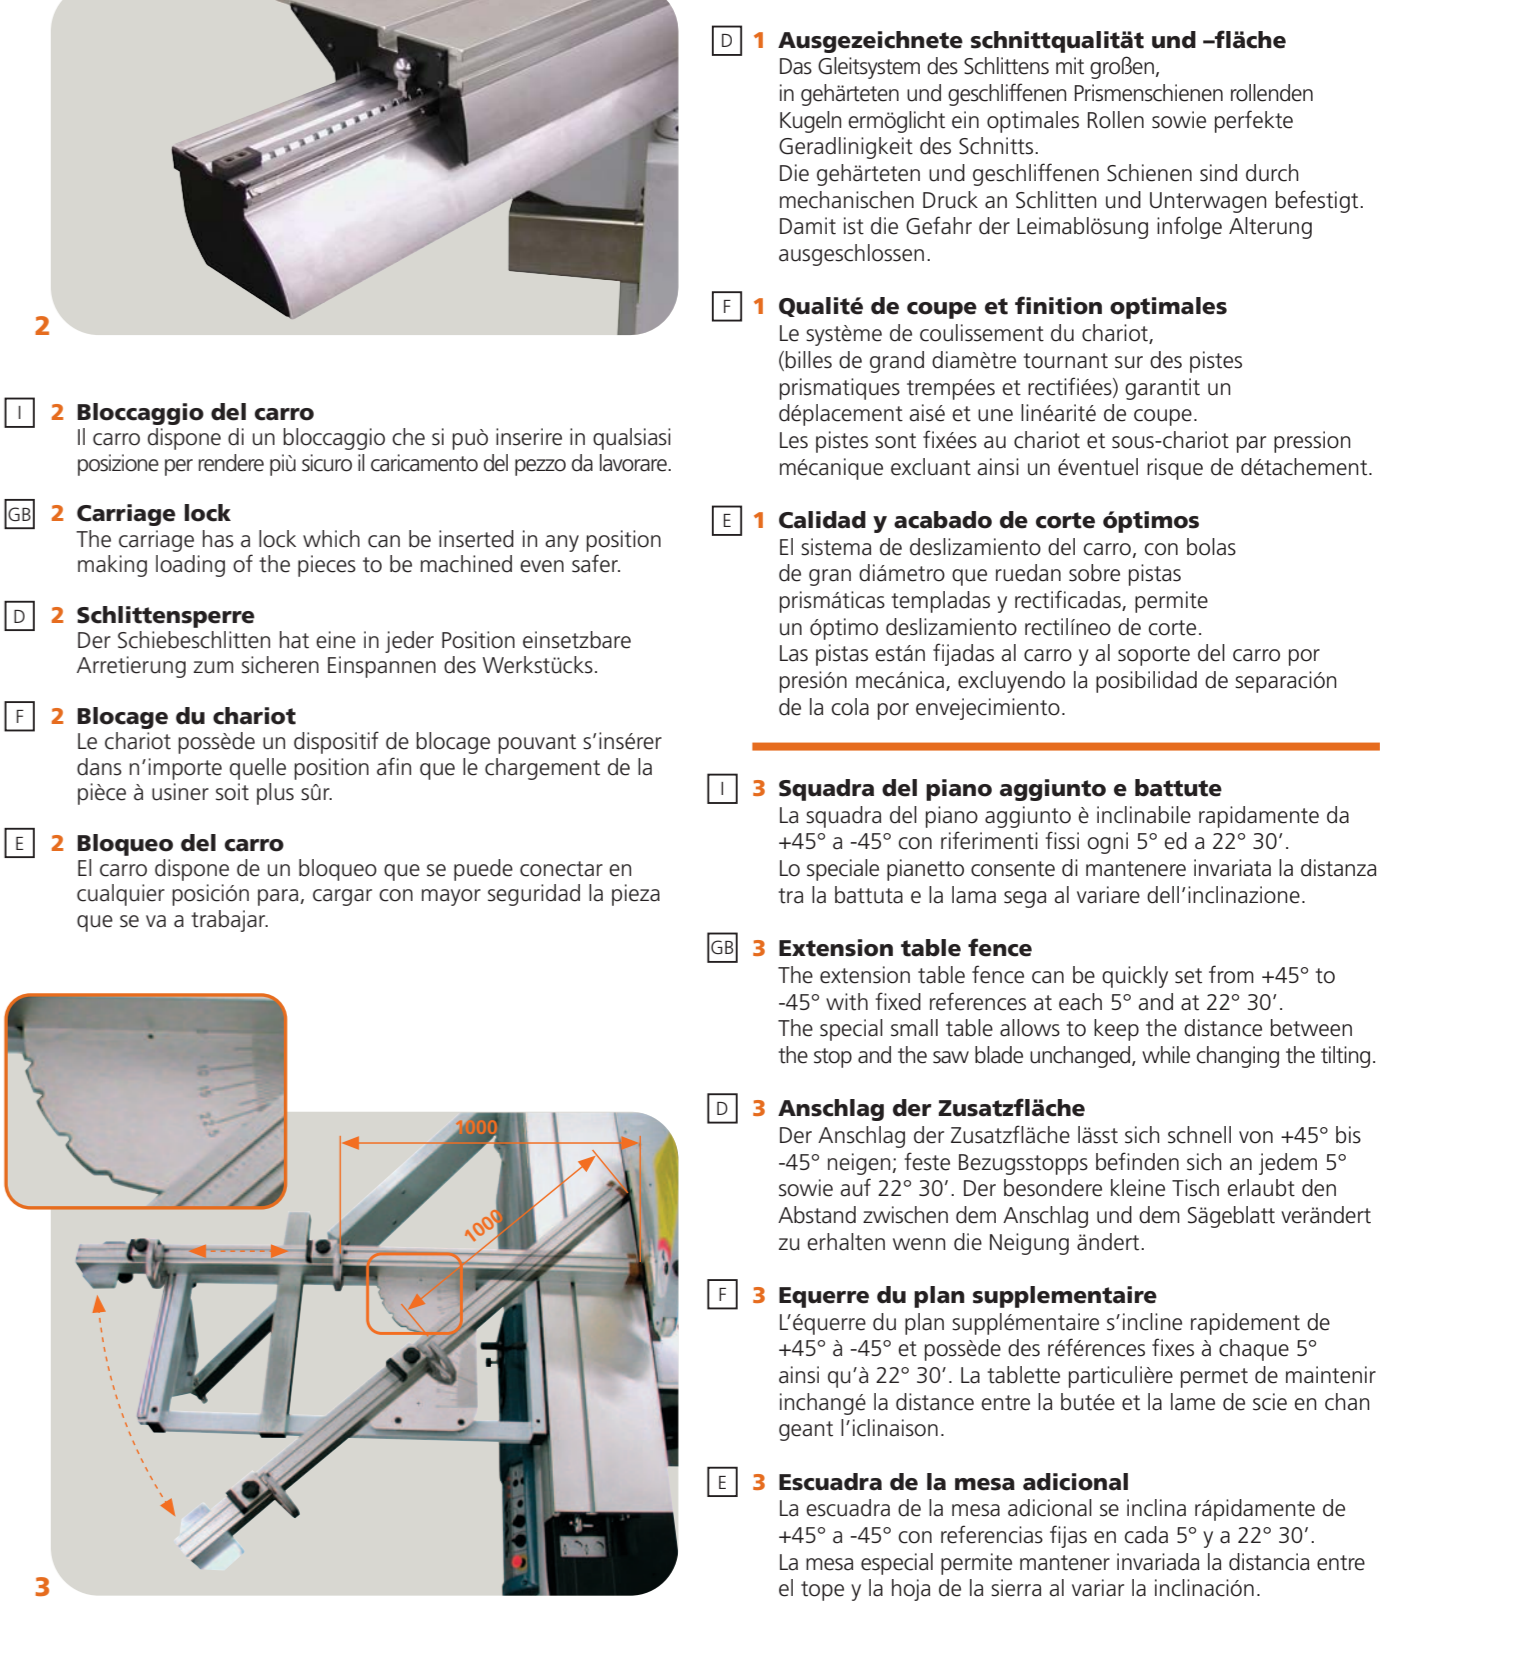 2
I 2 Bloccaggio del carro
Il carro dispone di un bloccaggio che si può inserire in qualsiasi
posizione per rendere più sicuro il caricamento del pezzo da lavorare.
GB 2 Carriage lock
The carriage has a lock which can be inserted in any position
making loading of the pieces to be machined even safer.
D 2 Schlittensperre
Der Schiebeschlitten hat eine in jeder Position einsetzbare
Arretierung zum sicheren Einspannen des Werkstücks.
F 2 Blocage du chariot
Le chariot possède un dispositif de blocage pouvant s’insérer
dans n’importe quelle position afin que le chargement de la
pièce à usiner soit plus sûr.
E 2 Bloqueo del carro
El carro dispone de un bloqueo que se puede conectar en
cualquier posición para, cargar con mayor seguridad la pieza
que se va a trabajar.
1000
1000
3
D 1 Ausgezeichnete schnittqualität und –fläche
Das Gleitsystem des Schlittens mit großen,
in gehärteten und geschliffenen Prismenschienen rollenden
Kugeln ermöglicht ein optimales Rollen sowie perfekte
Geradlinigkeit des Schnitts.
Die gehärteten und geschliffenen Schienen sind durch
mechanischen Druck an Schlitten und Unterwagen befestigt.
Damit ist die Gefahr der Leimablösung infolge Alterung
ausgeschlossen.
F 1 Qualité de coupe et finition optimales
Le système de coulissement du chariot,
(billes de grand diamètre tournant sur des pistes
prismatiques trempées et rectifiées) garantit un
déplacement aisé et une linéarité de coupe.
Les pistes sont fixées au chariot et sous-chariot par pression
mécanique excluant ainsi un éventuel risque de détachement.
E 1 Calidad y acabado de corte óptimos
El sistema de deslizamiento del carro, con bolas
de gran diámetro que ruedan sobre pistas
prismáticas templadas y rectificadas, permite
un óptimo deslizamiento rectilíneo de corte.
Las pistas están fijadas al carro y al soporte del carro por
presión mecánica, excluyendo la posibilidad de separación
de la cola por envejecimiento.
I 3 Squadra del piano aggiunto e battute
La squadra del piano aggiunto è inclinabile rapidamente da
+45° a -45° con riferimenti fissi ogni 5° ed a 22° 30’.
Lo speciale pianetto consente di mantenere invariata la distanza
tra la battuta e la lama sega al variare dell’inclinazione.
GB 3 Extension table fence
The extension table fence can be quickly set from +45° to
-45° with fixed references at each 5° and at 22° 30’.
The special small table allows to keep the distance between
the stop and the saw blade unchanged, while changing the tilting.
D 3 Anschlag der Zusatzfläche
Der Anschlag der Zusatzfläche lässt sich schnell von +45° bis
-45° neigen; feste Bezugsstopps befinden sich an jedem 5°
sowie auf 22° 30’. Der besondere kleine Tisch erlaubt den
Abstand zwischen dem Anschlag und dem Sägeblatt verändert
zu erhalten wenn die Neigung ändert.
F 3 Equerre du plan supplementaire
L’équerre du plan supplémentaire s’incline rapidement de
+45° à -45° et possède des références fixes à chaque 5°
ainsi qu’à 22° 30’. La tablette particulière permet de maintenir
inchangé la distance entre la butée et la lame de scie en chan
geant l’iclinaison.
E 3 Escuadra de la mesa adicional
La escuadra de la mesa adicional se inclina rápidamente de
+45° a -45° con referencias fijas en cada 5° y a 22° 30’.
La mesa especial permite mantener invariada la distancia entre
el tope y la hoja de la sierra al variar la inclinación.